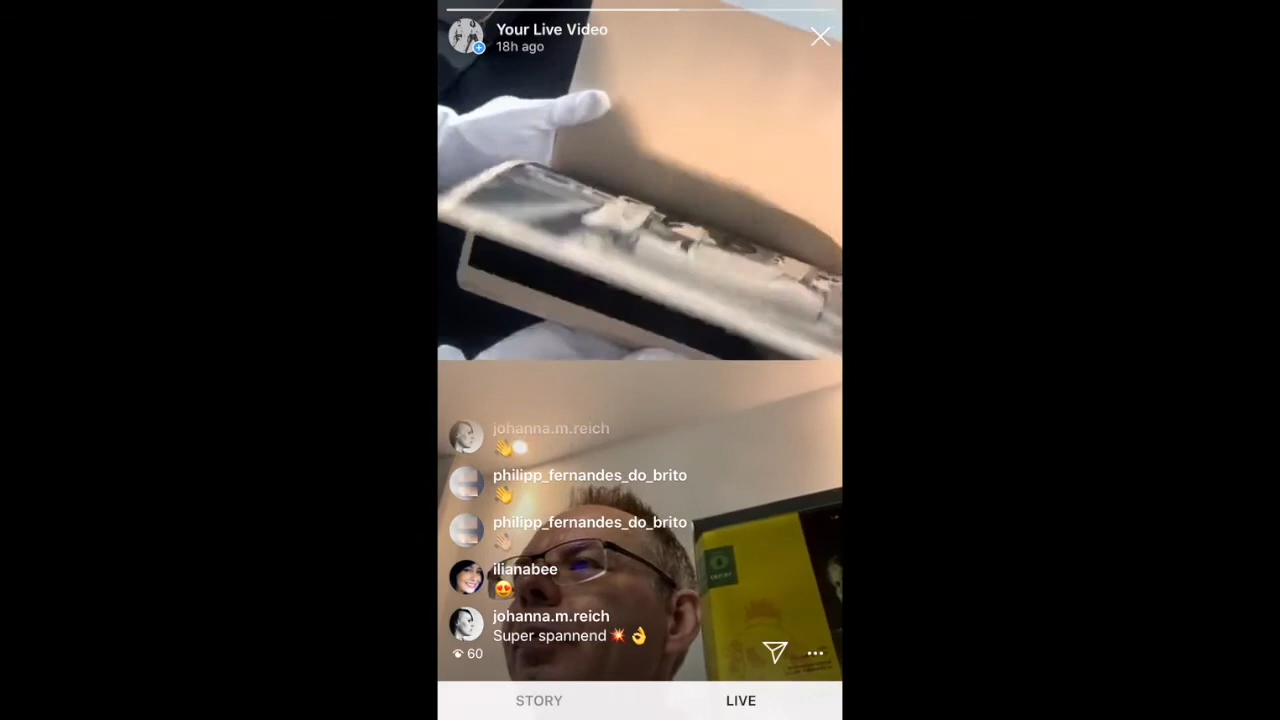 Your Live Video
18h ago
johanna.m.reich
👋
philipp_fernandes_do_brito
👋
philipp_fernandes_do_brito
👋🏼
ilianabee
😍
johanna.m.reich
Super spannend 💥 👌
60
STORY
LIVE